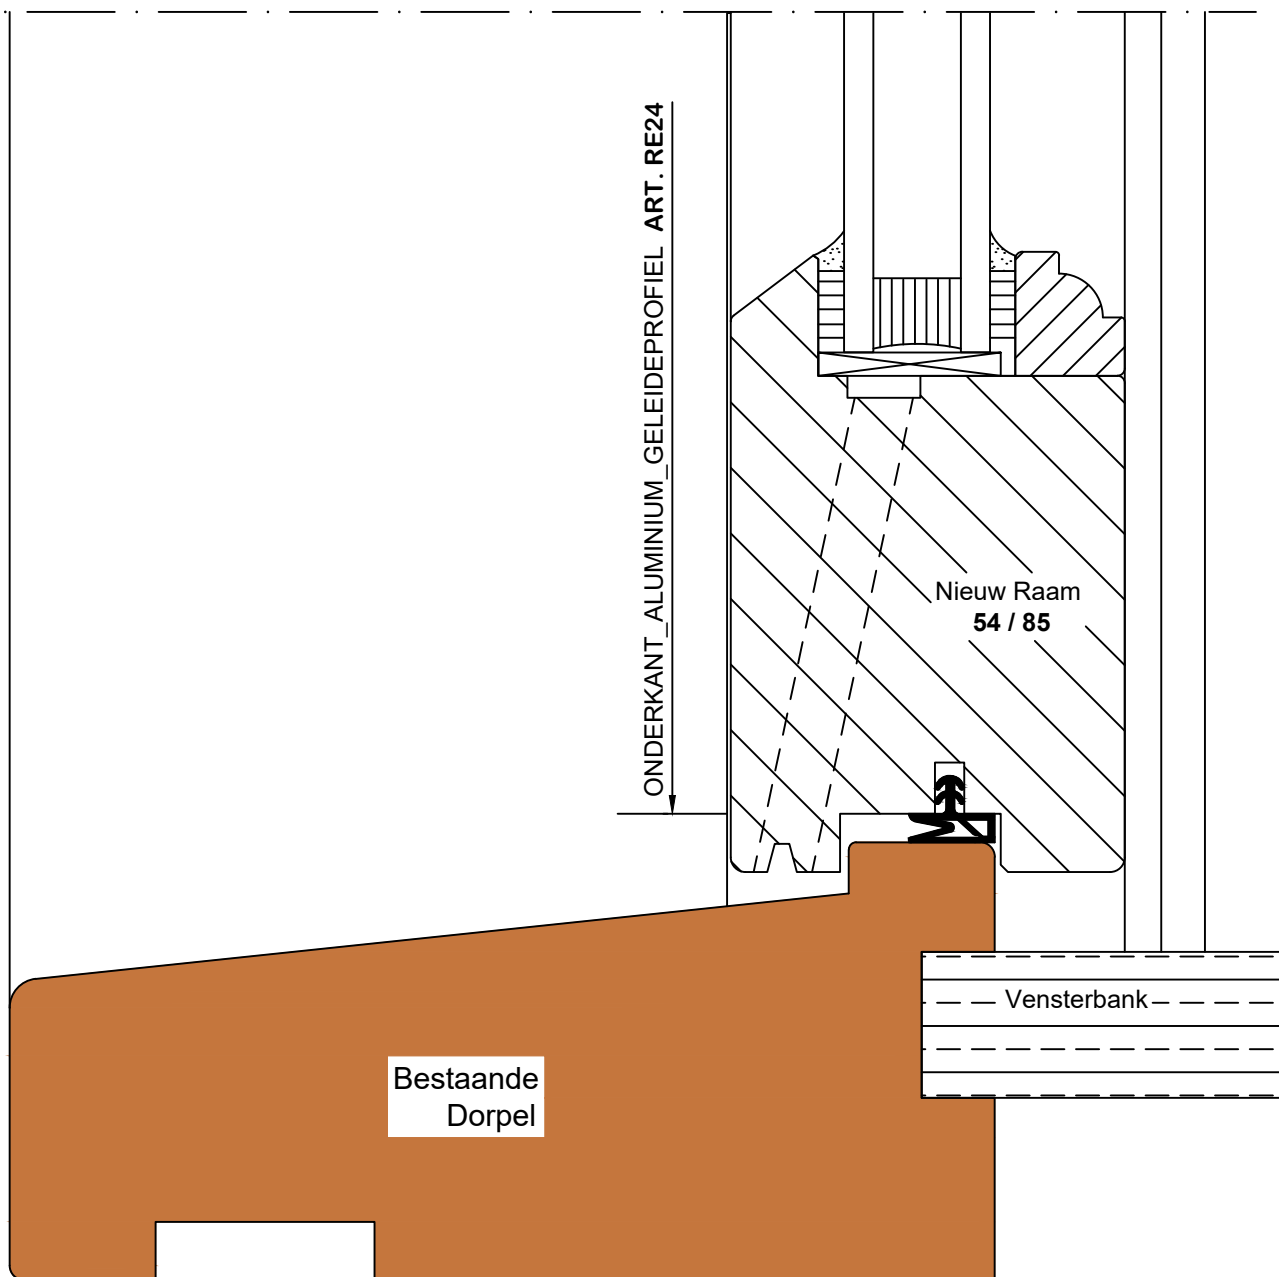 ONDERKANT_ALUMINIUM_GELEIDEPROFIEL ART. RE24
Nieuw Raam
54 / 85
Vensterbank
Bestaande
Dorpel